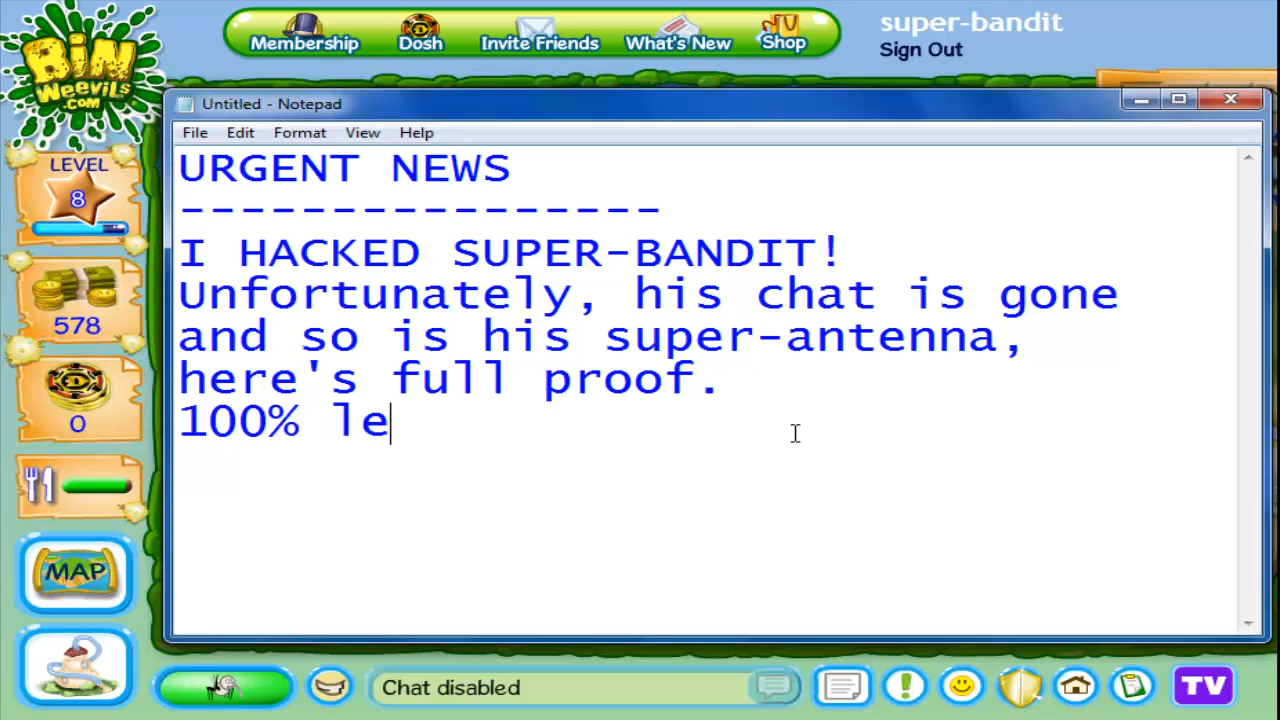 Membership
Dosh
Invite Friends
What's New
Shop
super-bandit
Sign Out
BiN
Weevils
.COM
Untitled - Notepad
File Edit Format View Help
URGENT NEWS
----------------
I HACKED SUPER-BANDIT!
Unfortunately, his chat is gone
and so is his super-antenna,
here's full proof.
100% le
LEVEL
8
578
0
MAP
Chat disabled
TV